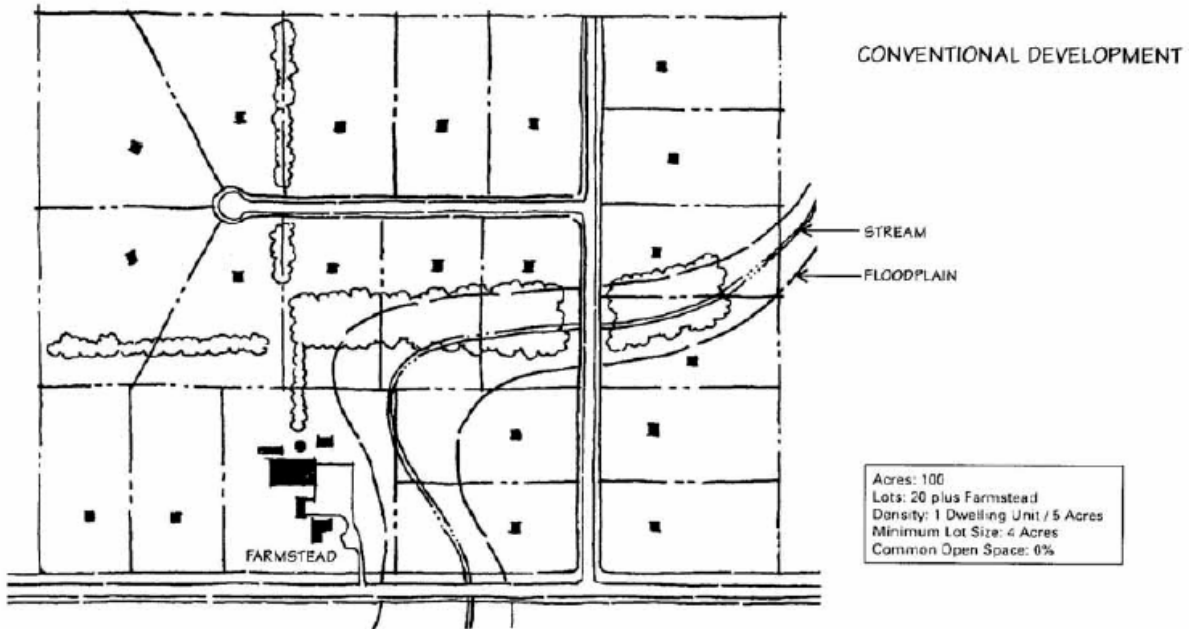 CONVENTIONAL DEVELOPMENT
STREAM
FLOODPLAIN
FARMSTEAD
Acres: 100
Lots: 20 plus Farmstead
Density: 1 Dwelling Unit / 5 Acres
Minimum Lot Size: 4 Acres
Common Open Space: 0%